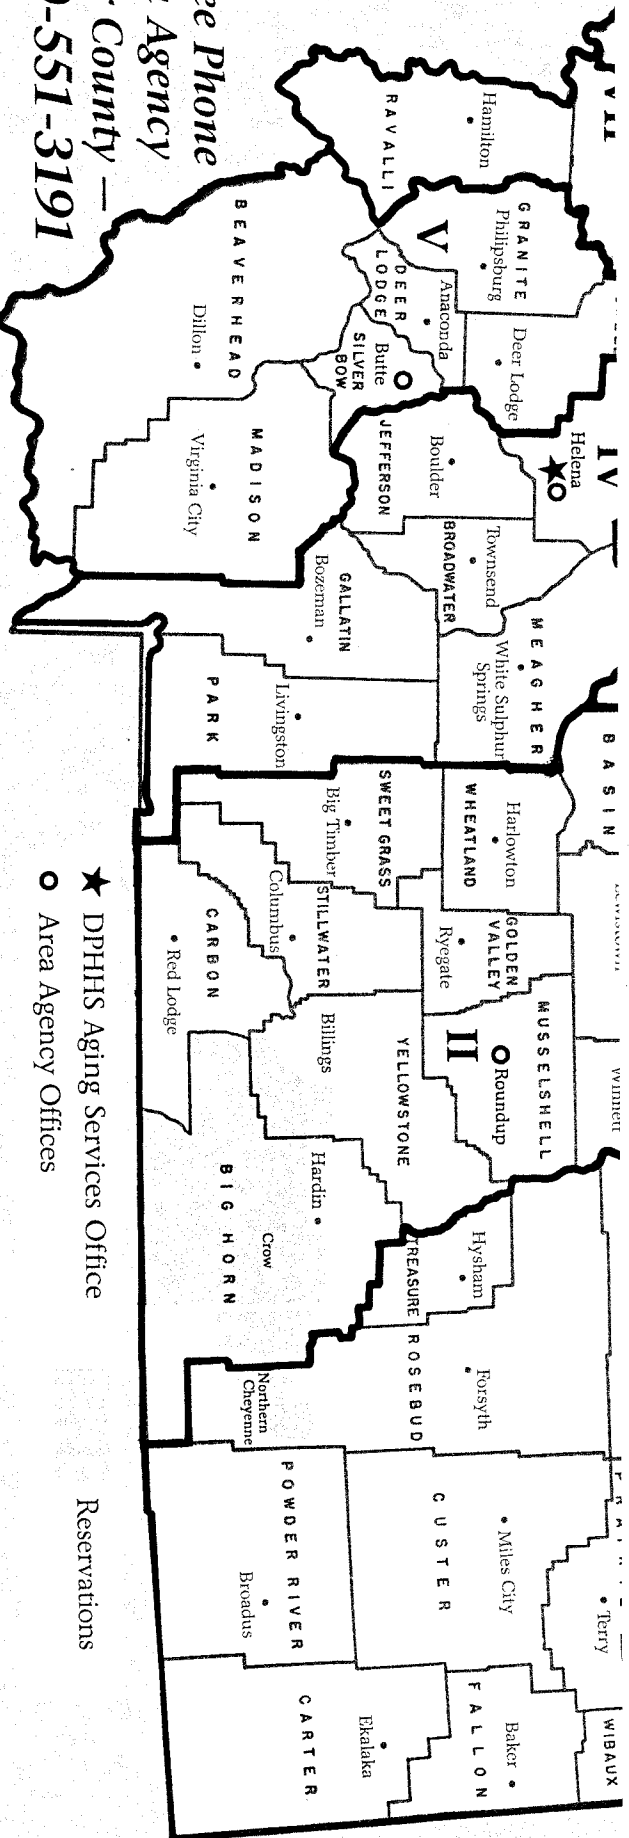 VII
IV
BASIN
Winnett
Hamilton
RAVALLI
GRANITE
Philipsburg
V
DEER
LODGE
Anaconda
Deer Lodge
Helena
SILVER
BOW
Butte
BEAVERHEAD
Dillon
MADISON
Virginia City
JEFFERSON
Boulder
BROADWATER
Townsend
MEAGHER
White Sulphur
Springs
GALLATIN
Bozeman
Livingston
PARK
WHEATLAND
Harlowton
SWEET GRASS
Big Timber
GOLDEN
VALLEY
Ryegate
MUSSELSHELL
Roundup
II
STILLWATER
Columbus
CARBON
Red Lodge
YELLOWSTONE
Billings
Hardin
Crow
BIG HORN
Hysham
TREASURE
ROSEBUD
Forsyth
Northern
Cheyenne
CUSTER
Miles City
Terry
POWDER RIVER
Broadus
WIBAUX
FALLON
Baker
CARTER
Ekalaka
ee Phone
Agency
County –
-551-3191
DPHHS Aging Services Office
Area Agency Offices
Reservations